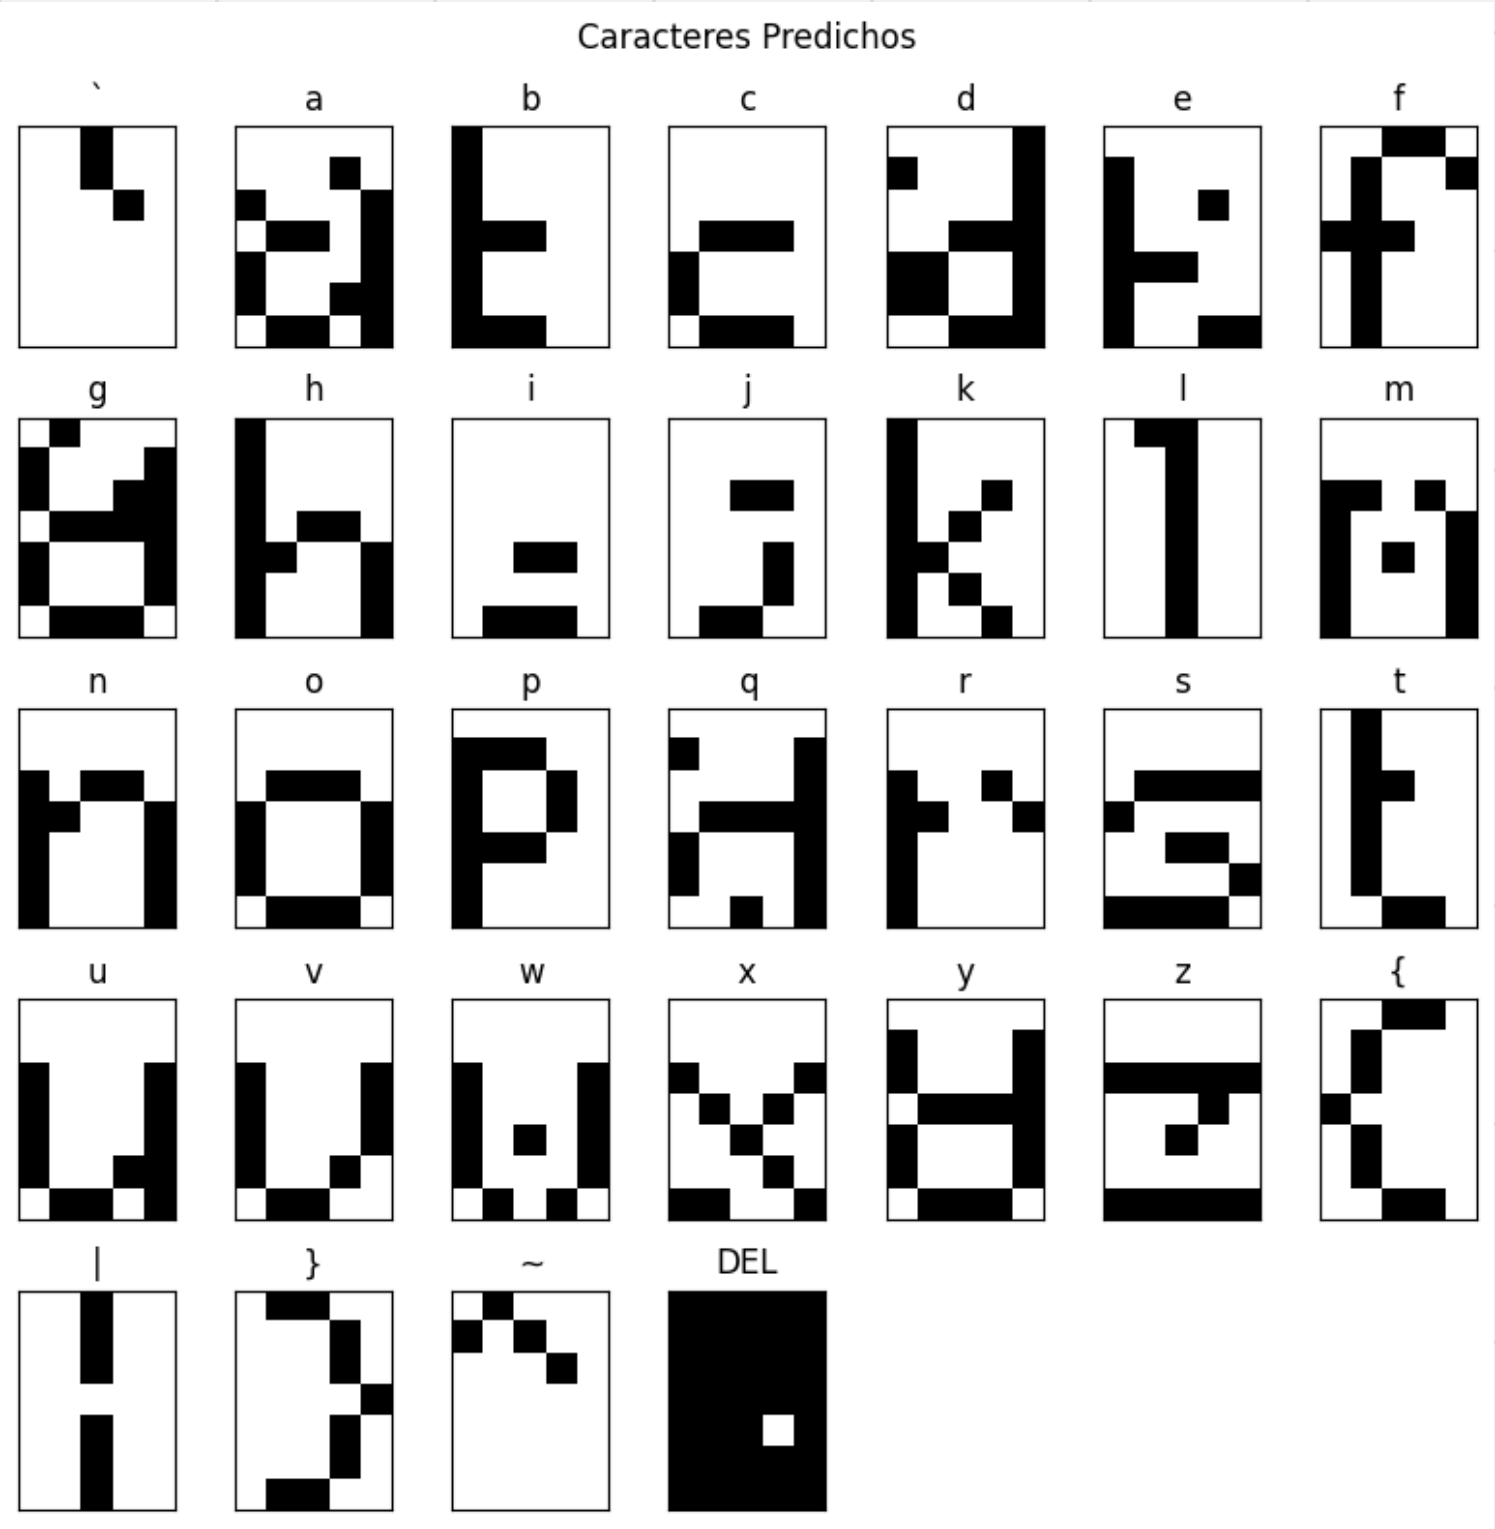 Caracteres Predichos
` a b c d e f
g h i j k l m
n o p q r s t
u v w x y z {
| } ~ DEL